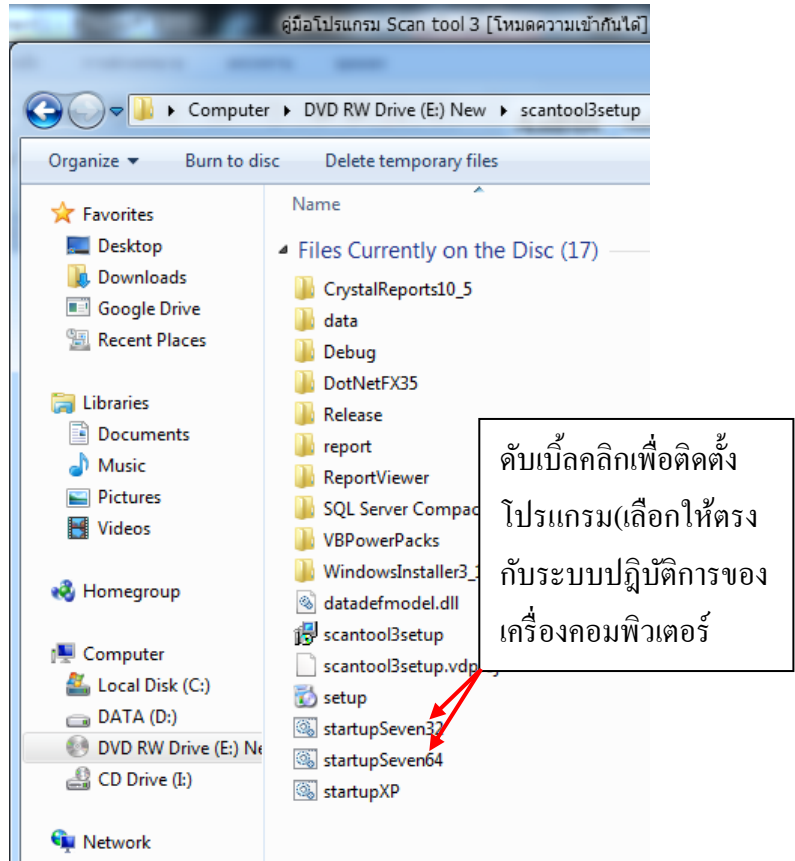 คู่มือโปรแกรม Scan tool 3 [โหมดความเข้ากันได้]
Computer ▸ DVD RW Drive (E:) New ▸ scantool3setup
Organize ▾ Burn to disc Delete temporary files
Favorites
Desktop
Downloads
Google Drive
Recent Places
Libraries
Documents
Music
Pictures
Videos
Homegroup
Computer
Local Disk (C:)
DATA (D:)
DVD RW Drive (E:) Ne
CD Drive (I:)
Network
Name
Files Currently on the Disc (17)
CrystalReports10_5
data
Debug
DotNetFX35
Release
report
ReportViewer
SQL Server Compac
VBPowerPacks
WindowsInstaller3_
datadefmodel.dll
scantool3setup
scantool3setup.vdproj
setup
startupSeven32
startupSeven64
startupXP
ดับเบิ้ลคลิกเพื่อติดตั้ง
โปรแกรม(เลือกให้ตรง
กับระบบปฎิบัติการของ
เครื่องคอมพิวเตอร์